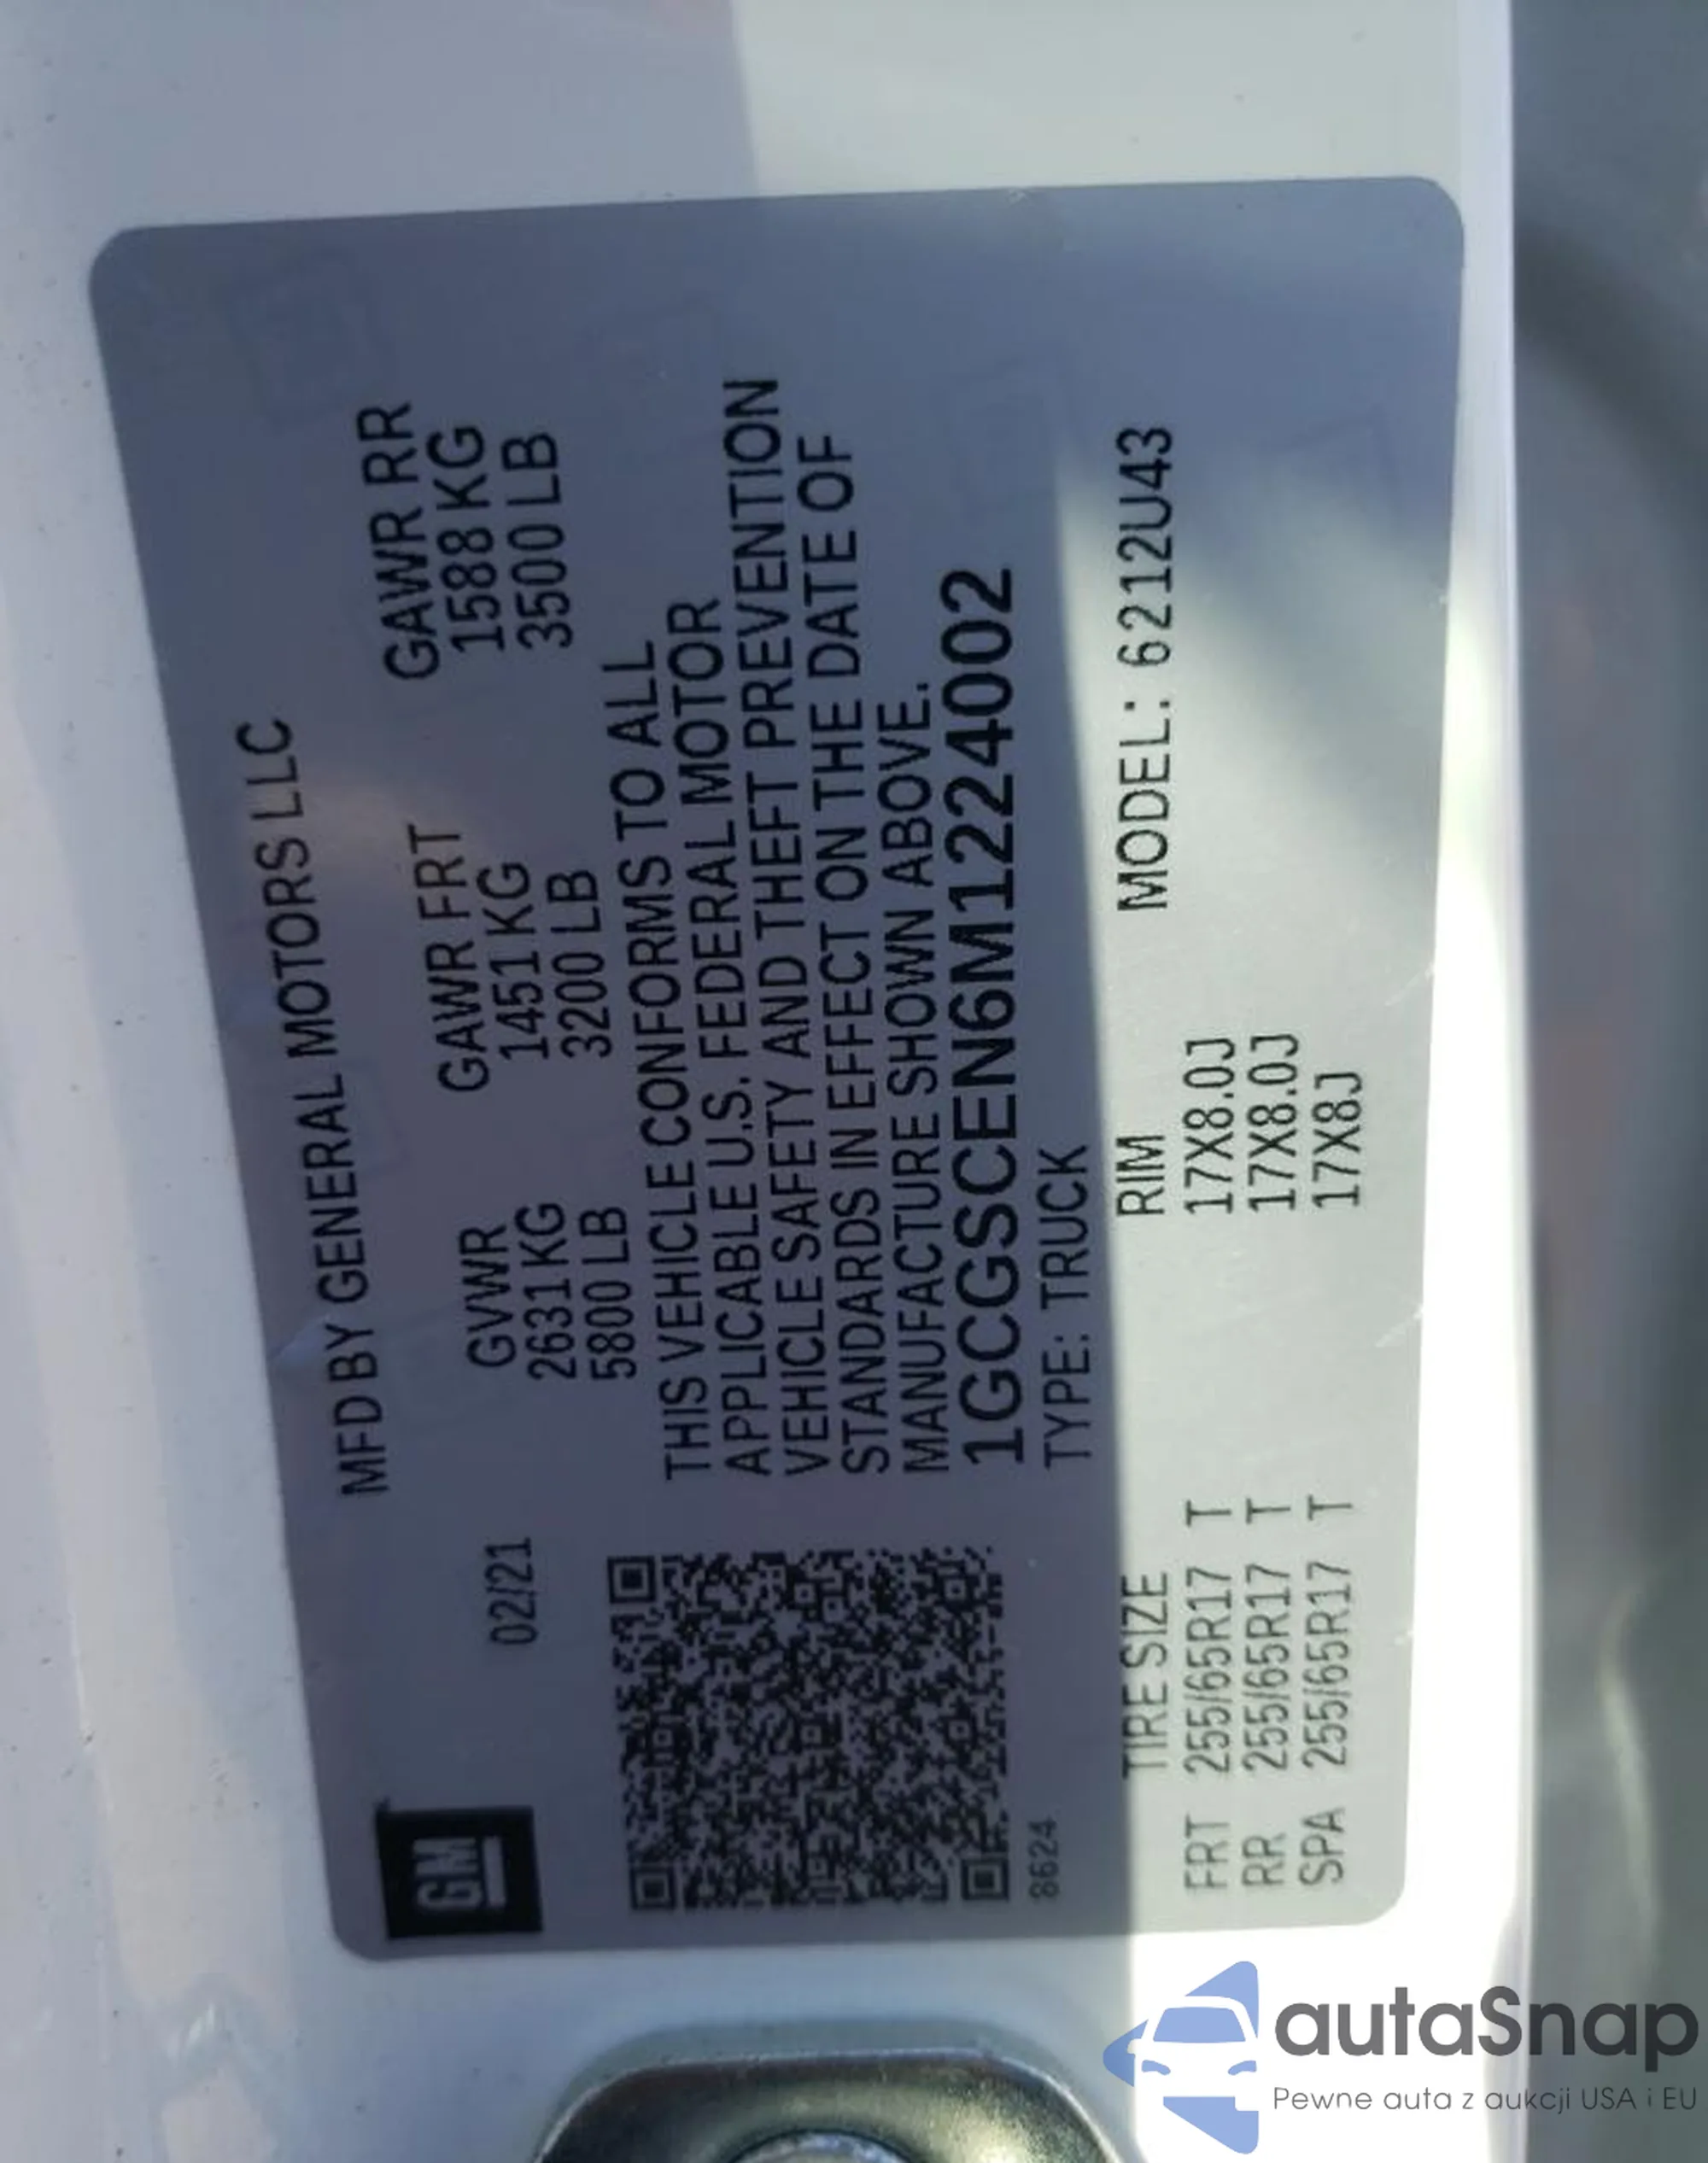 MFD BY GENERAL MOTORS LLC
GM
02/21
GVWR GAWR FRT GAWR RR
2631 KG 1451 KG 1588 KG
5800 LB 3200 LB 3500 LB
THIS VEHICLE CONFORMS TO ALL
APPLICABLE U.S. FEDERAL MOTOR
VEHICLE SAFETY AND THEFT PREVENTION
STANDARDS IN EFFECT ON THE DATE OF
MANUFACTURE SHOWN ABOVE.
1GCGSCEN6M1224002
8624 TYPE: TRUCK
TIRE SIZE RIM MODEL: 6212U43
FRT 255/65R17 T 17X8.0J
RR 255/65R17 T 17X8.0J
SPA 255/65R17 T 17X8J
autaSnap
Pewne auta z aukcji USA i EU